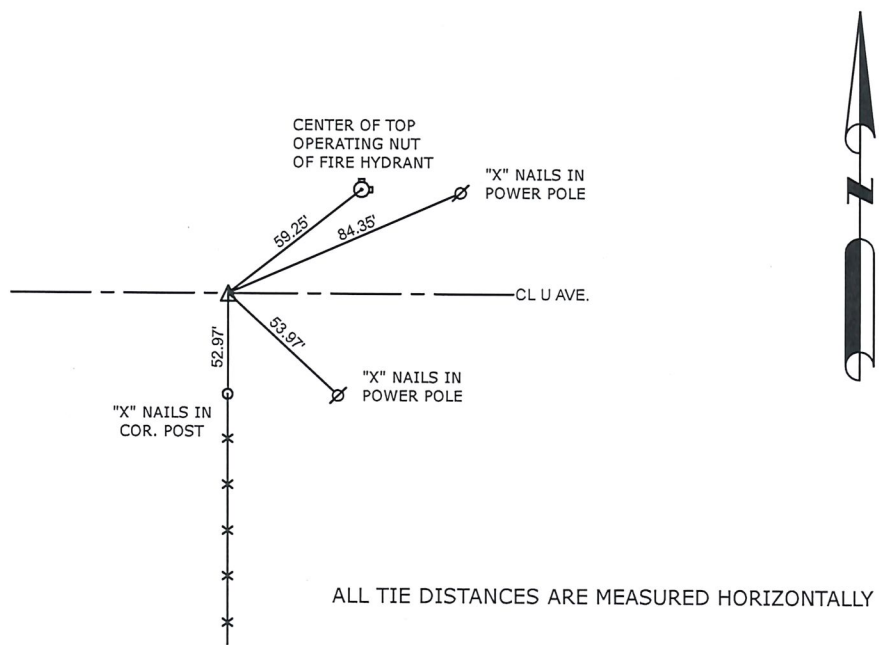 CENTER OF TOP
OPERATING NUT
OF FIRE HYDRANT
"X" NAILS IN
POWER POLE
59.25'
84.35'
N
CL U AVE.
52.97'
53.97'
"X" NAILS IN
POWER POLE
"X" NAILS IN
COR. POST
ALL TIE DISTANCES ARE MEASURED HORIZONTALLY